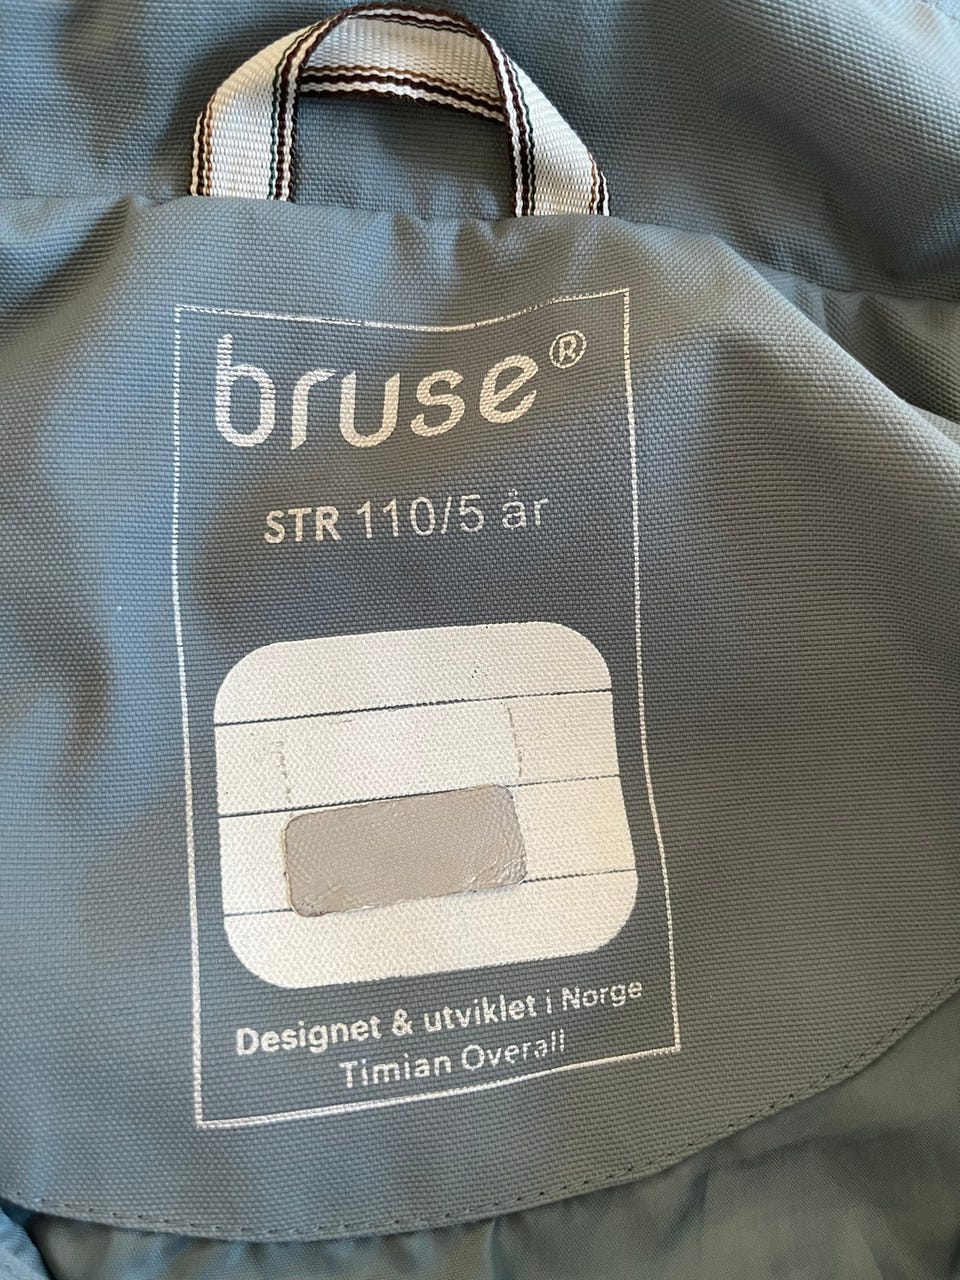 bruse®
STR 110/5 år
Designet & utviklet i Norge
Timian Overall